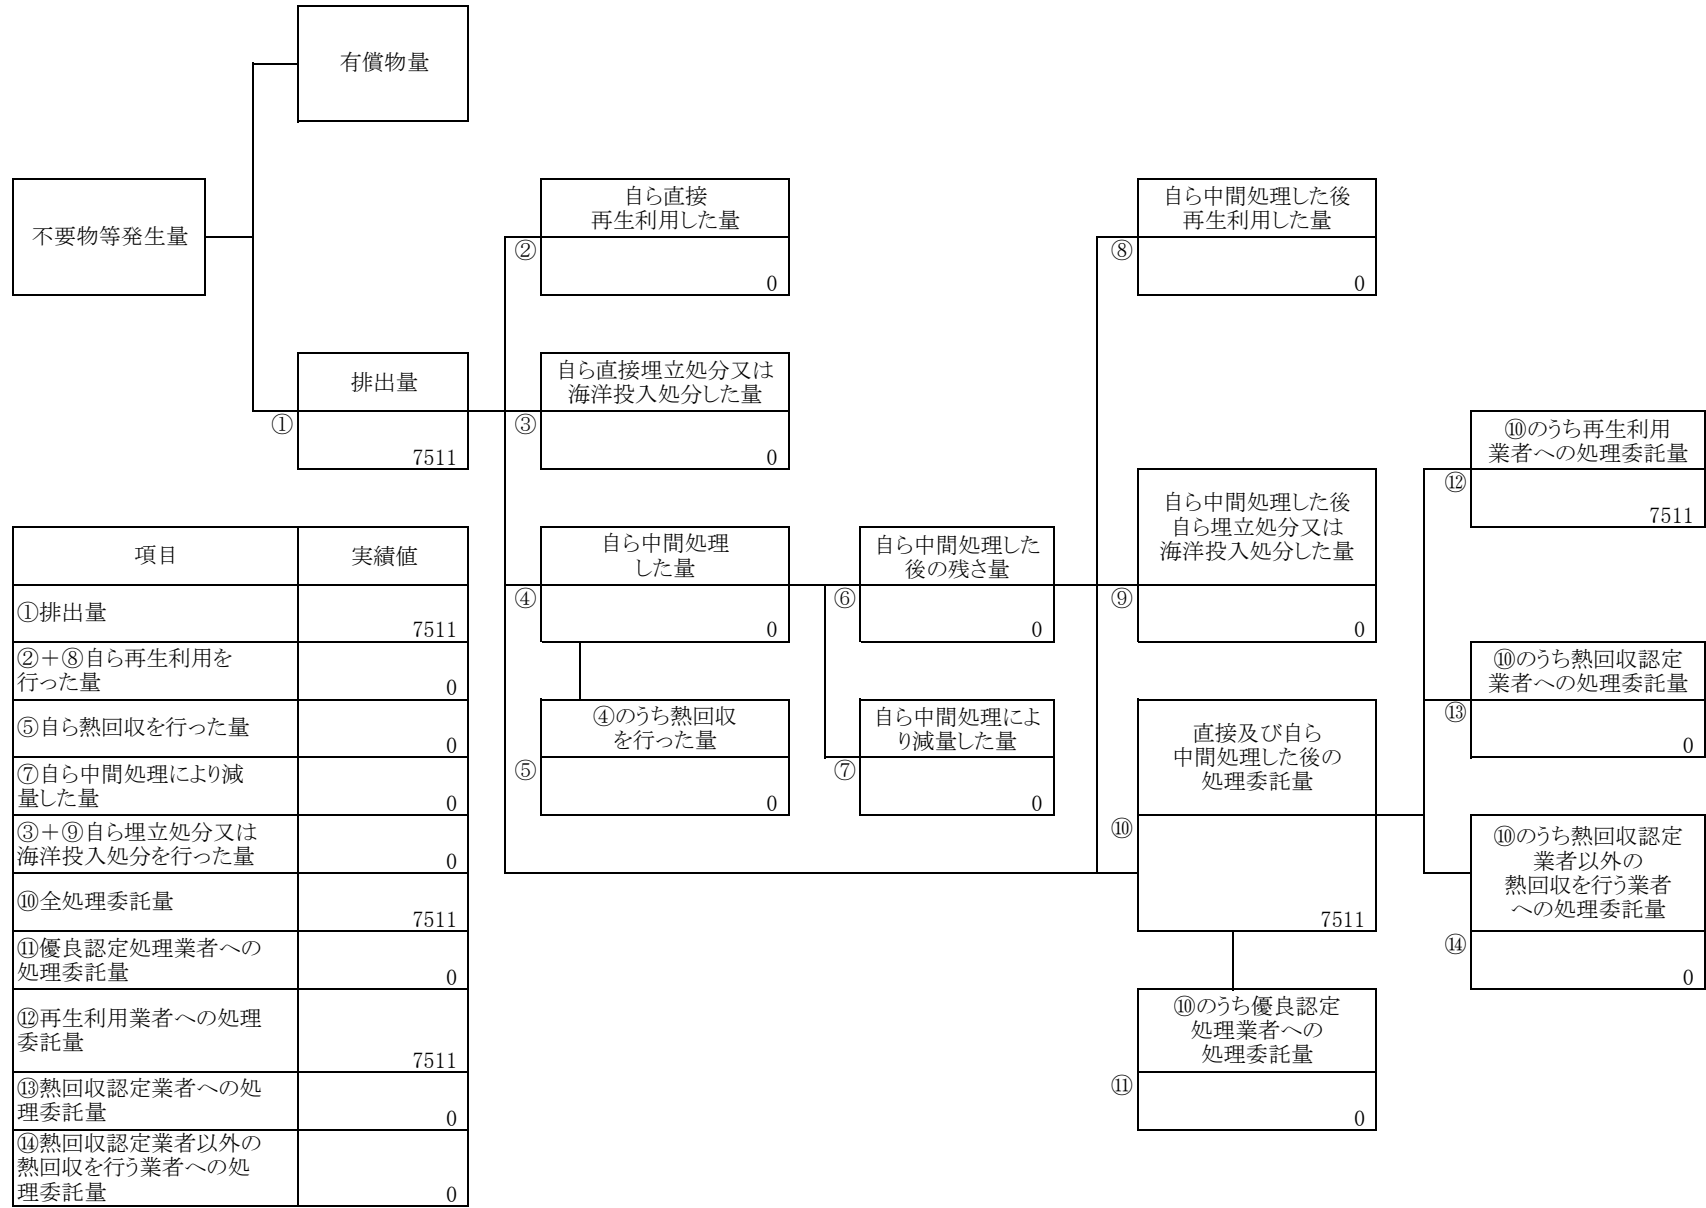 有償物量
不要物等発生量
自ら直接
再生利用した量
②
0
自ら中間処理した後
再生利用した量
⑧
0
排出量
①
7511
自ら直接埋立処分又は
海洋投入処分した量
③
0
⑩のうち再生利用
業者への処理委託量
⑫
7511
自ら中間処理
した量
④
0
自ら中間処理した
後の残さ量
⑥
0
自ら中間処理した後
自ら埋立処分又は
海洋投入処分した量
⑨
0
⑩のうち熱回収認定
業者への処理委託量
⑬
0
④のうち熱回収
を行った量
⑤
0
自ら中間処理によ
り減量した量
⑦
0
直接及び自ら
中間処理した後の
処理委託量
⑩
7511
⑩のうち熱回収認定
業者以外の
熱回収を行う業者
への処理委託量
⑭
0
⑩のうち優良認定
処理業者への
処理委託量
⑪
0
項目 実績値
①排出量
7511
②+⑧自ら再生利用を
行った量
0
⑤自ら熱回収を行った量
0
⑦自ら中間処理により減
量した量
0
③+⑨自ら埋立処分又は
海洋投入処分を行った量
0
⑩全処理委託量
7511
⑪優良認定処理業者への
処理委託量
0
⑫再生利用業者への処理
委託量
7511
⑬熱回収認定業者への処
理委託量
0
⑭熱回収認定業者以外の
熱回収を行う業者への処
理委託量
0